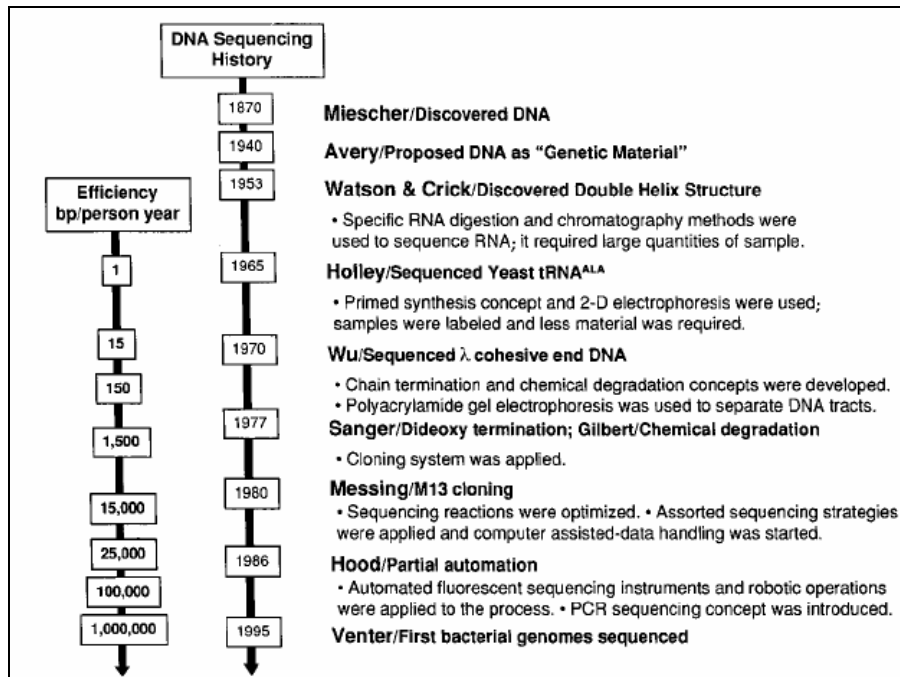 DNA Sequencing
History
1870
Miescher/Discovered DNA
1940
Avery/Proposed DNA as “Genetic Material”
Efficiency
bp/person year
1953
Watson & Crick/Discovered Double Helix Structure
• Specific RNA digestion and chromatography methods were
used to sequence RNA; it required large quantities of sample.
1
1965
Holley/Sequenced Yeast tRNAᴬᴸᴬ
• Primed synthesis concept and 2-D electrophoresis were used;
samples were labeled and less material was required.
15
1970
Wu/Sequenced λ cohesive end DNA
150
• Chain termination and chemical degradation concepts were developed.
• Polyacrylamide gel electrophoresis was used to separate DNA tracts.
1,500
1977
Sanger/Dideoxy termination; Gilbert/Chemical degradation
• Cloning system was applied.
1980
Messing/M13 cloning
15,000
• Sequencing reactions were optimized. • Assorted sequencing strategies
were applied and computer assisted-data handling was started.
25,000
1986
Hood/Partial automation
100,000
• Automated fluorescent sequencing instruments and robotic operations
were applied to the process. • PCR sequencing concept was introduced.
1,000,000
1995
Venter/First bacterial genomes sequenced